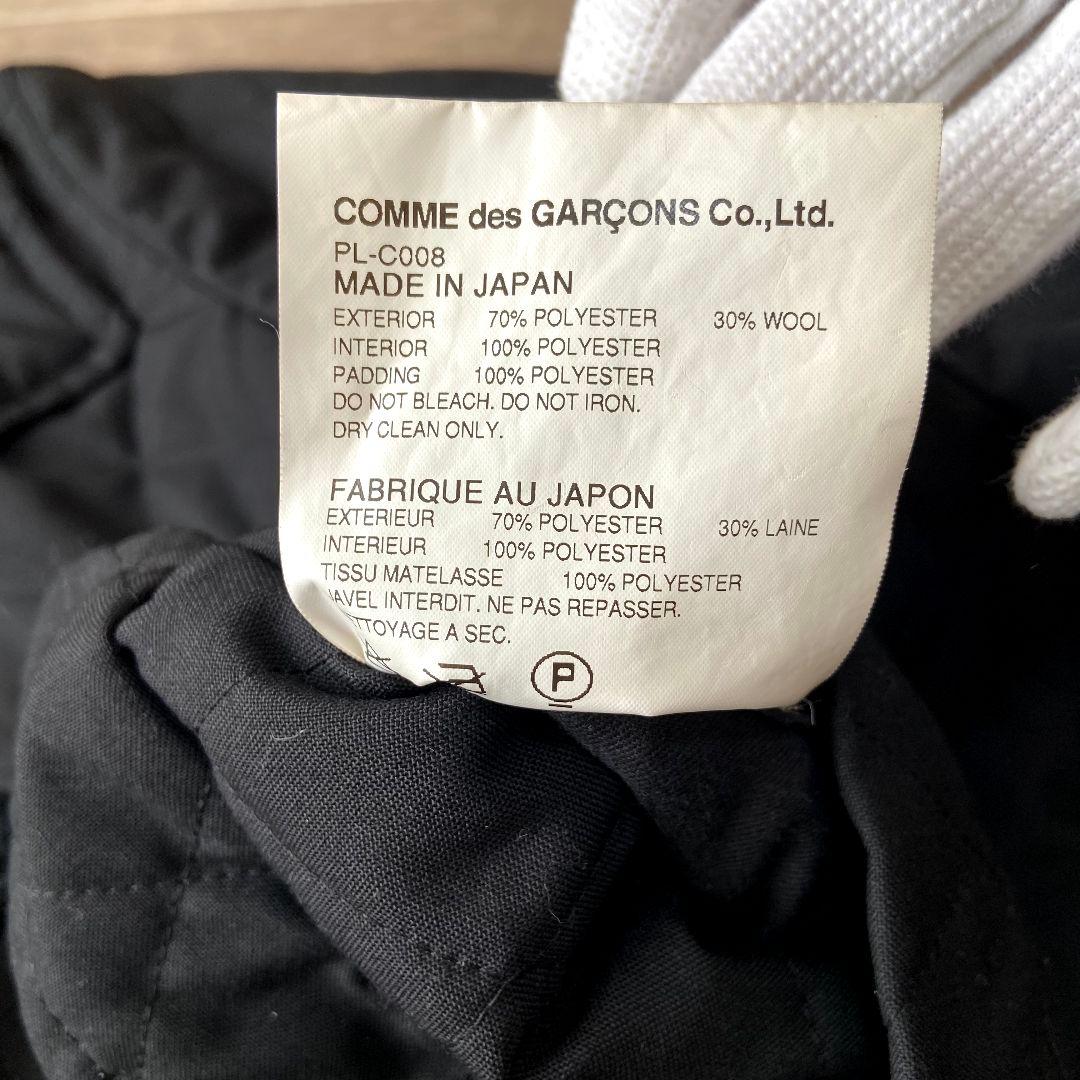 COMME des GARÇONS Co.,Ltd.
PL-C008
MADE IN JAPAN
EXTERIOR 70% POLYESTER 30% WOOL
INTERIOR 100% POLYESTER
PADDING 100% POLYESTER
DO NOT BLEACH. DO NOT IRON.
DRY CLEAN ONLY.
FABRIQUE AU JAPON
EXTERIEUR 70% POLYESTER 30% LAINE
INTERIEUR 100% POLYESTER
TISSU MATELASSE 100% POLYESTER
INTERDIT. NE PAS REPASSER.
A SEC.
P